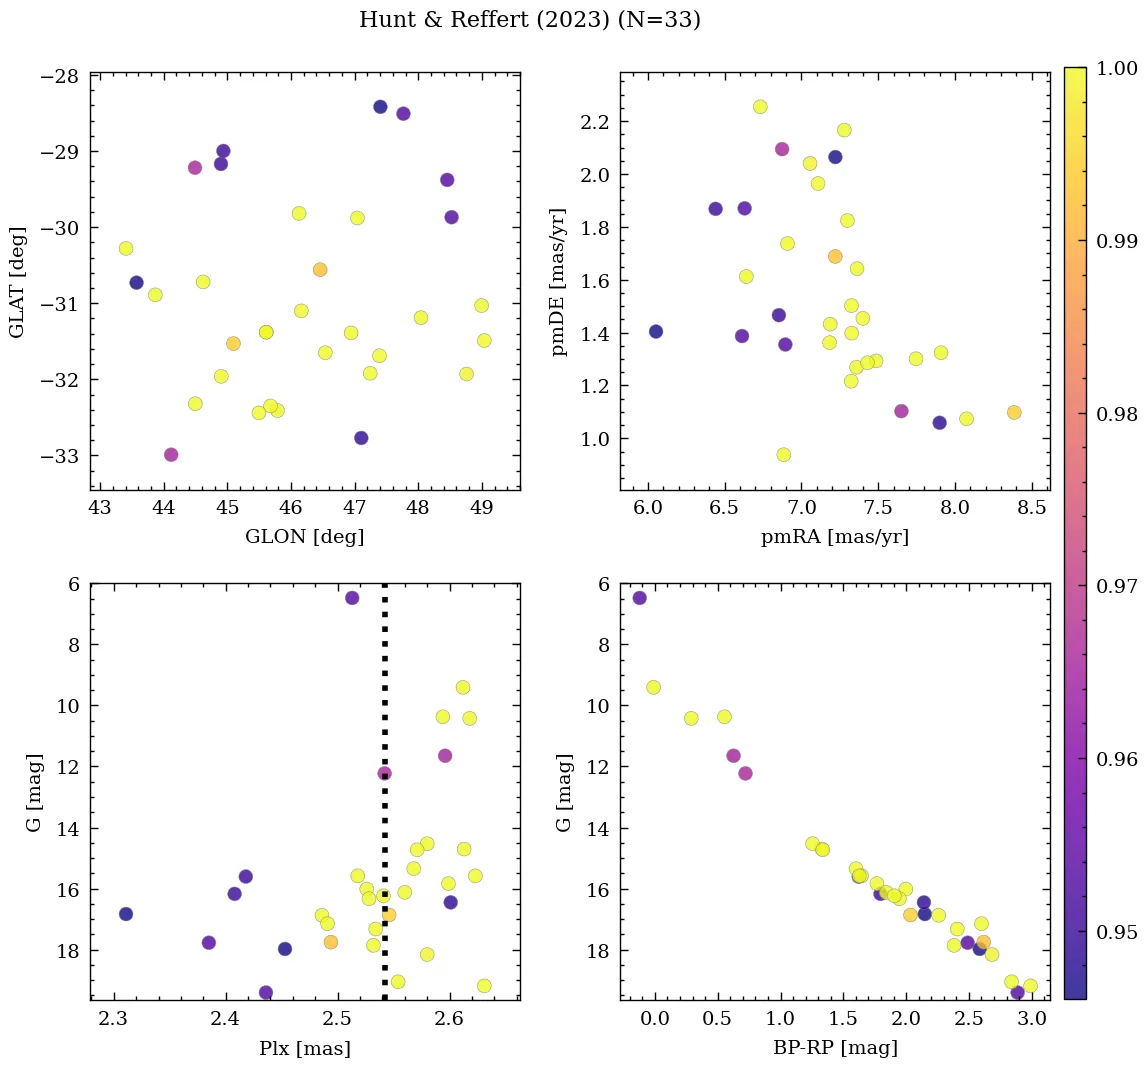 Hunt & Reffert (2023) (N=33)
−28
−29
−30
−31
−32
−33
GLAT [deg]
43 44 45 46 47 48 49
GLON [deg]
2.2
2.0
1.8
1.6
1.4
1.2
1.0
pmDE [mas/yr]
6.0 6.5 7.0 7.5 8.0 8.5
pmRA [mas/yr]
6
8
10
12
14
16
18
G [mag]
2.3 2.4 2.5 2.6
Plx [mas]
6
8
10
12
14
16
18
G [mag]
0.0 0.5 1.0 1.5 2.0 2.5 3.0
BP-RP [mag]
1.00
0.99
0.98
0.97
0.96
0.95